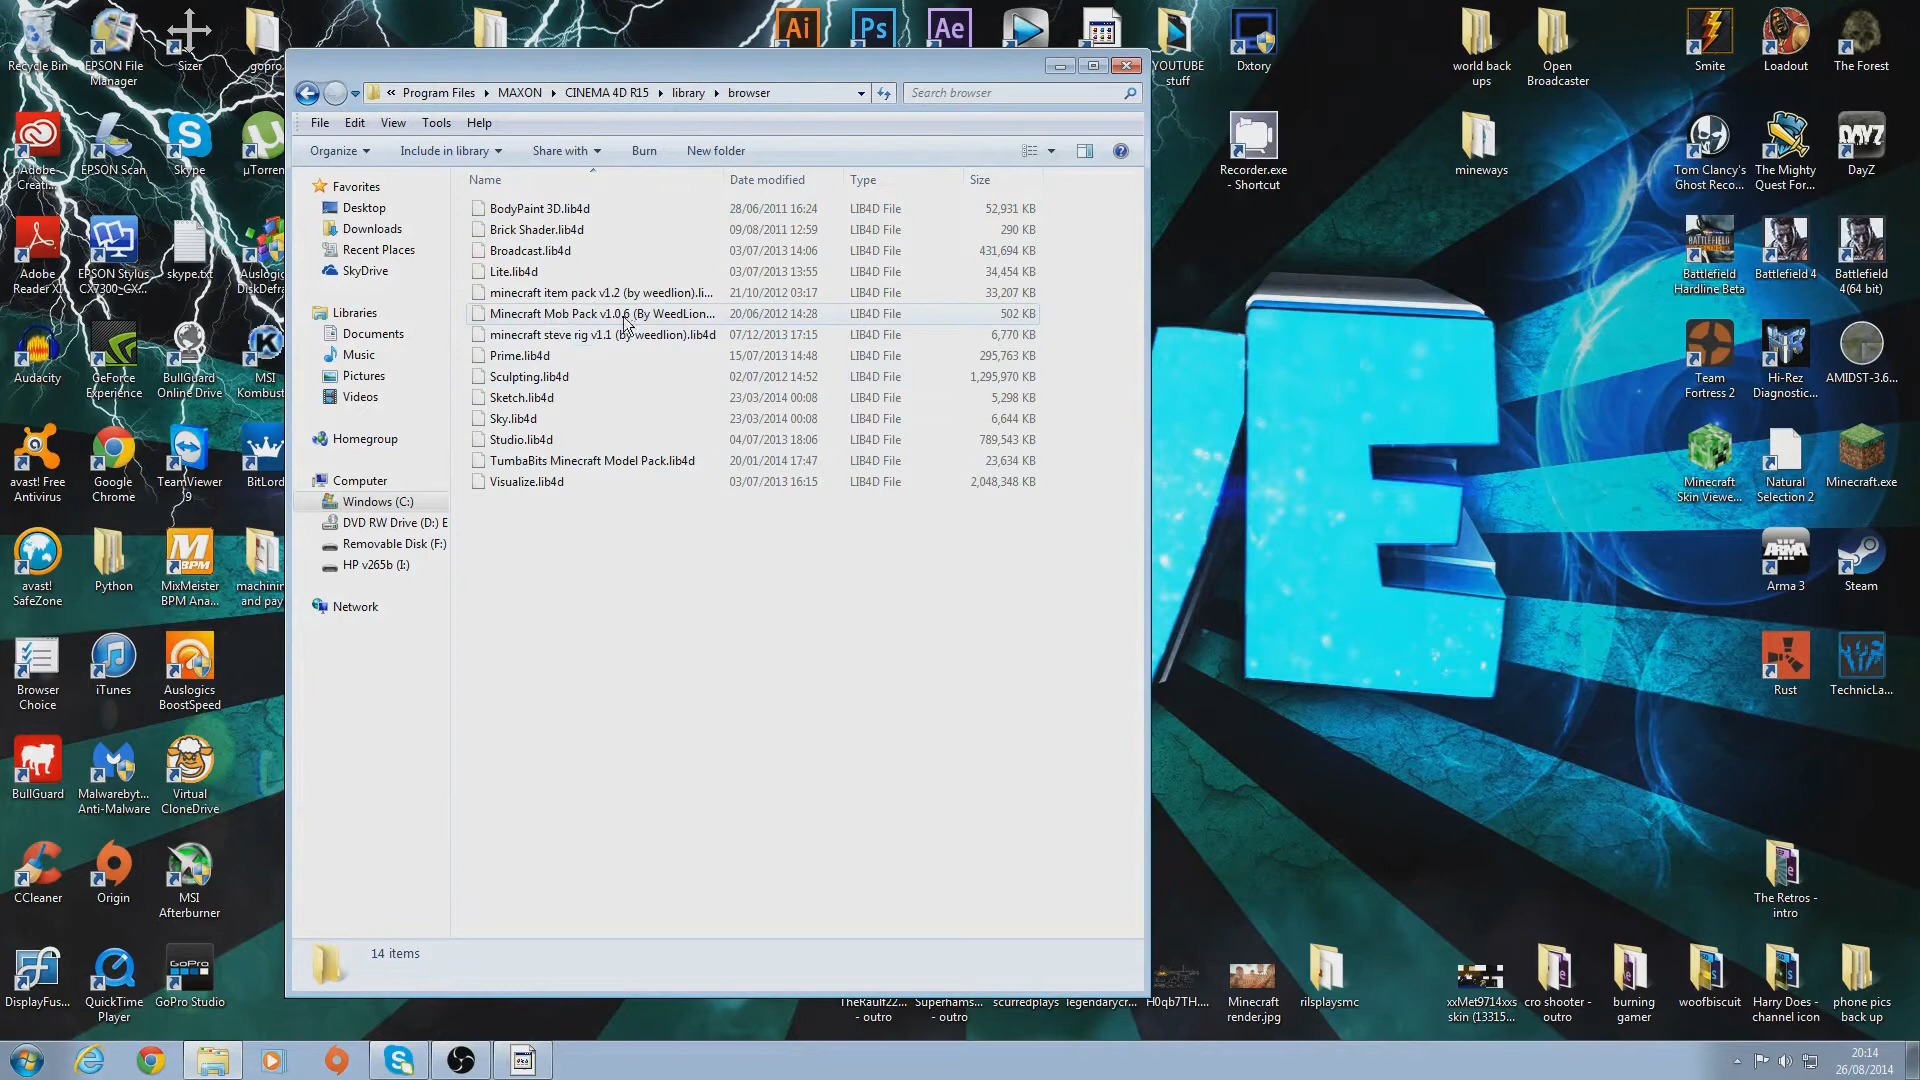 Recycle Bin
EPSON File
Manager
Sizer
gopro
Ai
Ps
Ae
YOUTUBE
stuff
Dxtory
world back
ups
Open
Broadcaster
Smite
Loadout
The Forest
« Program Files
MAXON
CINEMA 4D R15
library
browser
Search browser
File
Edit
View
Tools
Help
Organize
Include in library
Share with
Burn
New folder
Name
Date modified
Type
Size
BodyPaint 3D.lib4d 28/06/2011 16:24 LIB4D File 52,931 KB
Brick Shader.lib4d 09/08/2011 12:59 LIB4D File 290 KB
Broadcast.lib4d 03/07/2013 14:06 LIB4D File 431,694 KB
Lite.lib4d 03/07/2013 13:55 LIB4D File 34,454 KB
minecraft item pack v1.2 (by weedlion).li... 21/10/2012 03:17 LIB4D File 33,207 KB
Minecraft Mob Pack v1.0.6 (By WeedLion... 20/06/2012 14:28 LIB4D File 502 KB
minecraft steve rig v1.1 (by weedlion).lib4d 07/12/2013 17:15 LIB4D File 6,770 KB
Prime.lib4d 15/07/2013 14:48 LIB4D File 295,763 KB
Sculpting.lib4d 02/07/2012 14:52 LIB4D File 1,295,970 KB
Sketch.lib4d 23/03/2014 00:08 LIB4D File 5,298 KB
Sky.lib4d 23/03/2014 00:08 LIB4D File 6,644 KB
Studio.lib4d 04/07/2013 18:06 LIB4D File 789,543 KB
TumbaBits Minecraft Model Pack.lib4d 20/01/2014 17:47 LIB4D File 23,634 KB
Visualize.lib4d 03/07/2013 16:15 LIB4D File 2,048,348 KB
Favorites
Desktop
Downloads
Recent Places
SkyDrive
Libraries
Documents
Music
Pictures
Videos
Homegroup
Computer
Windows (C:)
DVD RW Drive (D:) E
Removable Disk (F:)
HP v265b (I:)
Network
14 items
Adobe
Creati...
EPSON Scan
Skype
µTorren
Adobe
Reader XI
EPSON Stylus
CX7300_GX...
skype.txt
Auslogics
DiskDefra
Audacity
GeForce
Experience
BullGuard
Online Drive
MSI
Kombust
avast! Free
Antivirus
Google
Chrome
TeamViewer
9
BitLord
avast!
SafeZone
Python
MIX
BPM
MixMeister
BPM Ana...
machinin
and pay
Browser
Choice
iTunes
Auslogics
BoostSpeed
BullGuard
Malwarebyt...
Anti-Malware
Virtual
CloneDrive
CCleaner
Origin
MSI
Afterburner
DisplayFus...
QuickTime
Player
GoPro
GoPro Studio
Recorder.exe
- Shortcut
mineways
Tom Clancy's
Ghost Reco...
The Mighty
Quest For...
DAYZ
DayZ
BATTLEFIELD
Battlefield
Hardline Beta
Battlefield 4
Battlefield
4(64 bit)
Team
Fortress 2
Hi-Rez
Diagnostic...
AMIDST-3.6...
Minecraft
Skin Viewe...
Natural
Selection 2
Minecraft.exe
ARMA
Arma 3
Steam
Rust
TechnicLa...
E
The Retros -
intro
TheRaulfZZ...
- outro
Superhams...
- outro
scurredplays
legendarycr...
H0qb7TH....
Minecraft
render.jpg
rilsplaysmc
xxMet9714xxs
skin (13315...
cro shooter -
outro
burning
gamer
woofbiscuit
Harry Does -
channel icon
phone pics
back up
20:14
26/08/2014